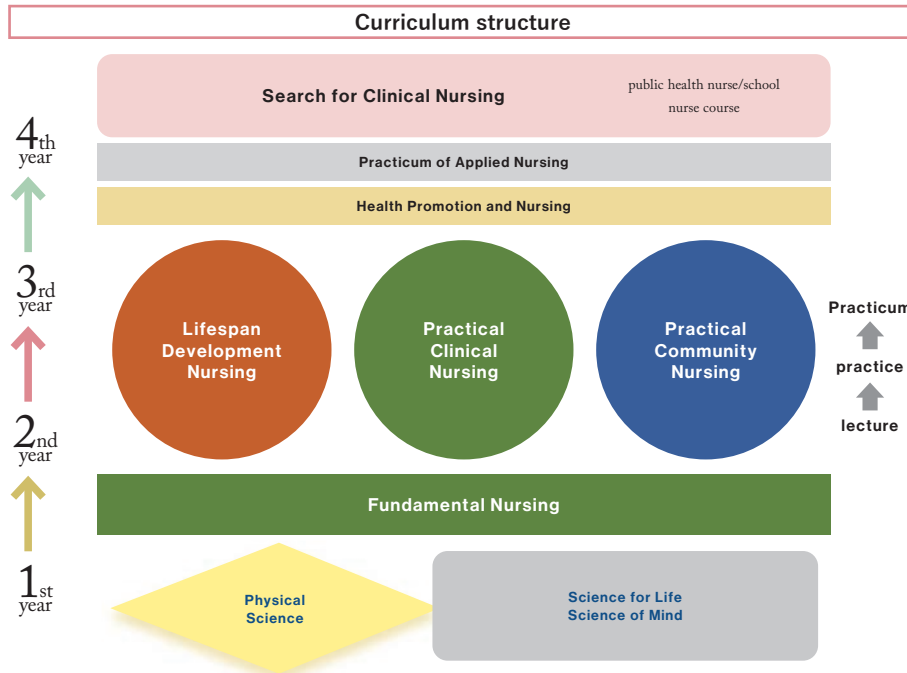 Curriculum structure
Search for Clinical Nursing
public health nurse/school
nurse course
4th
year
Practicum of Applied Nursing
Health Promotion and Nursing
3rd
year
Lifespan
Development
Nursing
Practical
Clinical
Nursing
Practical
Community
Nursing
Practicum
practice
lecture
2nd
year
Fundamental Nursing
1st
year
Physical
Science
Science for Life
Science of Mind